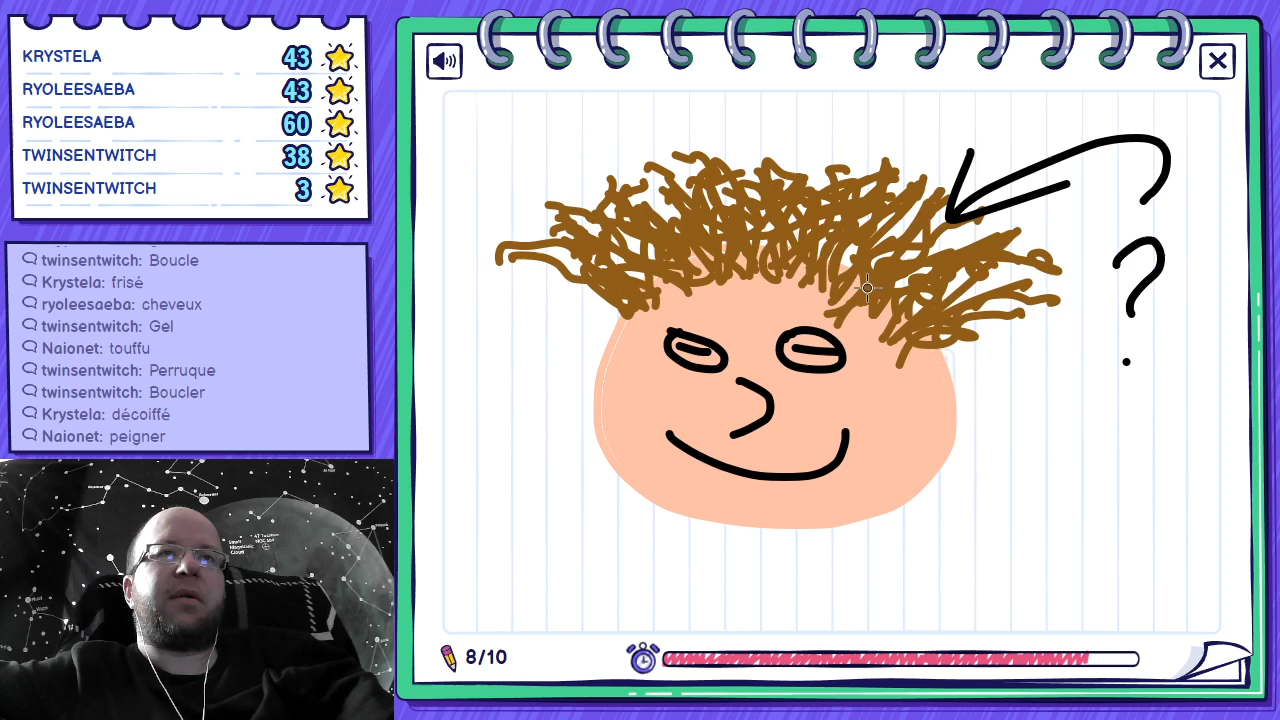 KRYSTELA 43
RYOLEESAEBA 43
RYOLEESAEBA 60
TWINSENTWITCH 38
TWINSENTWITCH 3
twinsentwitch: Boucle
Krystela: frisé
ryoleesaeba: cheveux
twinsentwitch: Gel
Naionet: touffu
twinsentwitch: Perruque
twinsentwitch: Boucler
Krystela: décoiffé
Naionet: peigner
?
8/10